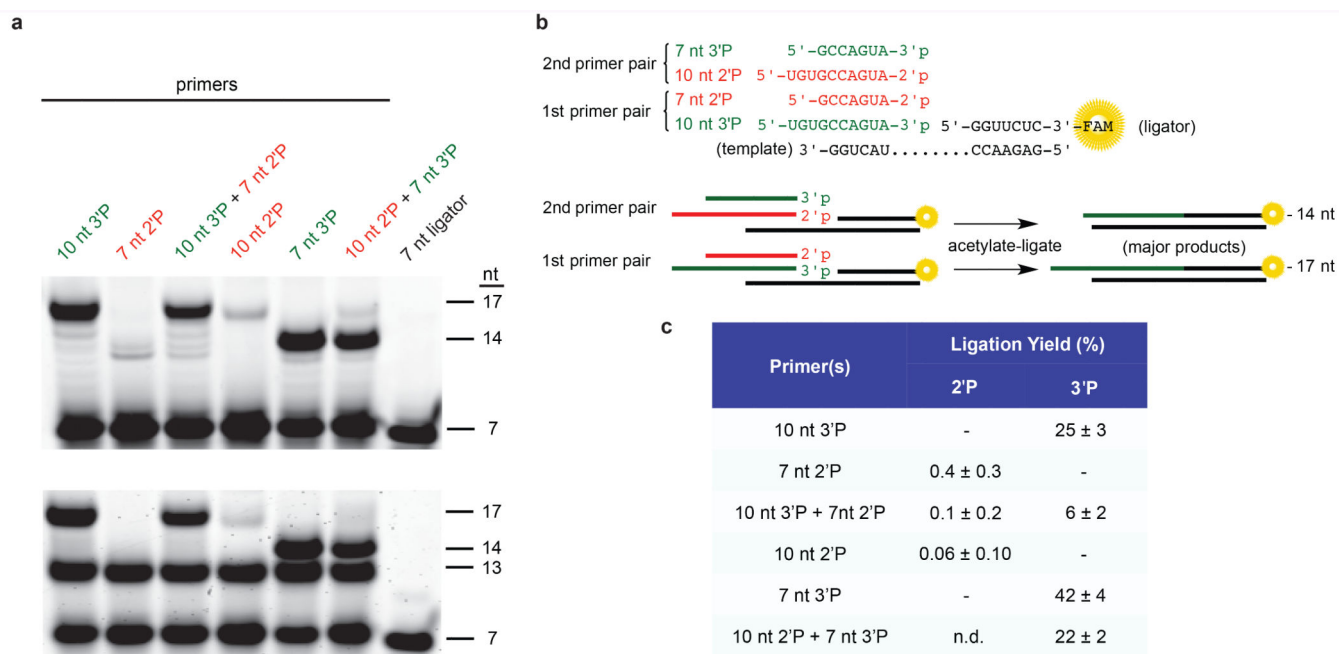 a
primers
10 nt 3'P
7 nt 2'P
10 nt 3'P + 7 nt 2'P
10 nt 2'P
7 nt 3'P
10 nt 2'P + 7 nt 3'P
7 nt ligator
nt
17
14
7
17
14
13
7
b
2nd primer pair
7 nt 3'P 5'-GCCAGUA-3'p
10 nt 2'P 5'-UGUGCCAGUA-2'p
1st primer pair
7 nt 2'P 5'-GCCAGUA-2'p
10 nt 3'P 5'-UGUGCCAGUA-3'p 5'-GGUUCUC-3'-FAM (ligator)
(template) 3'-GGUCAU........CCAAGAG-5'
2nd primer pair
3'p
2'p
- 14 nt
acetylate-ligate
(major products)
1st primer pair
2'p
3'p
- 17 nt
c
Primer(s) Ligation Yield (%)
2'P 3'P
10 nt 3'P - 25 ± 3
7 nt 2'P 0.4 ± 0.3 -
10 nt 3'P + 7nt 2'P 0.1 ± 0.2 6 ± 2
10 nt 2'P 0.06 ± 0.10 -
7 nt 3'P - 42 ± 4
10 nt 2'P + 7 nt 3'P n.d. 22 ± 2